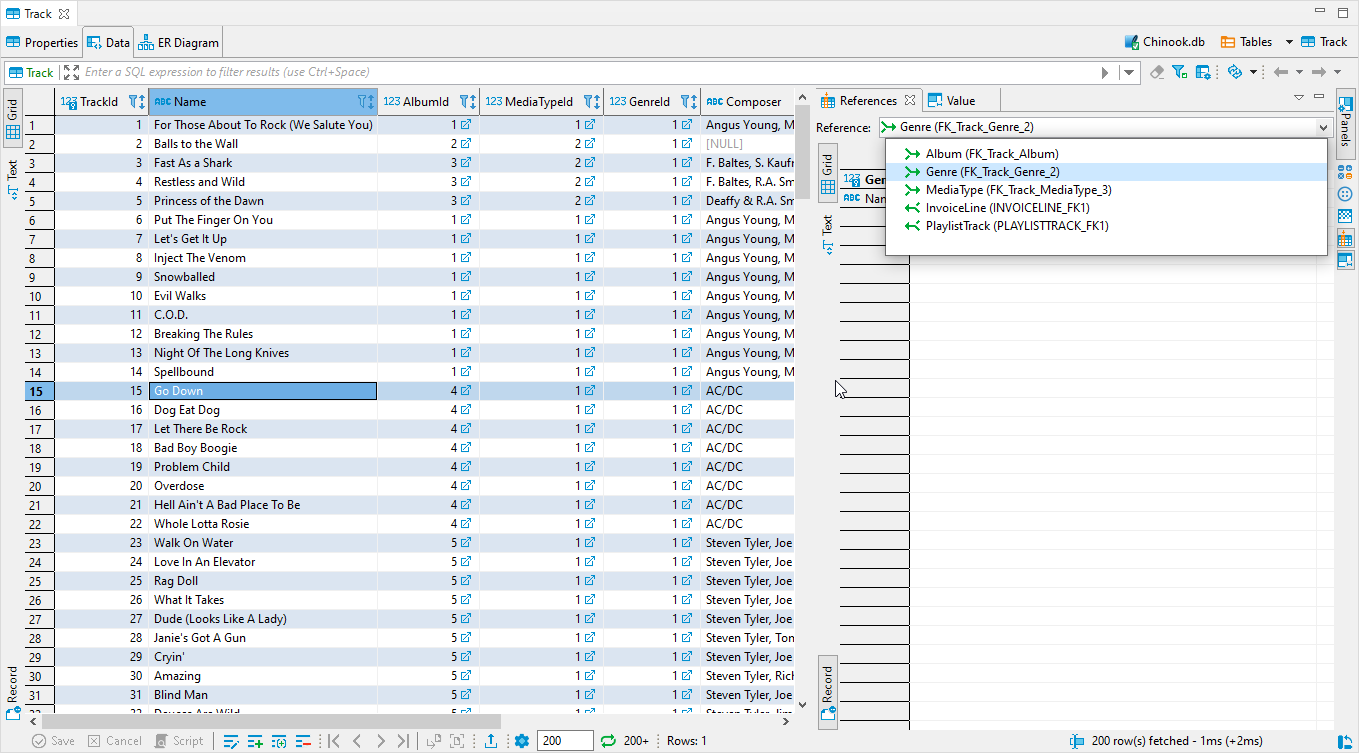 Track
Properties Data ER Diagram Chinook.db Tables Track
Track Enter a SQL expression to filter results (use Ctrl+Space)
Grid
Text
Record
123 TrackId ABC Name 123 AlbumId 123 MediaTypeId 123 GenreId ABC Composer
1 1 For Those About To Rock (We Salute You) 1 1 1 Angus Young, M
2 2 Balls to the Wall 2 2 1 [NULL]
3 3 Fast As a Shark 3 2 1 F. Baltes, S. Kaufr
4 4 Restless and Wild 3 2 1 F. Baltes, R.A. Sm
5 5 Princess of the Dawn 3 2 1 Deaffy & R.A. Sm
6 6 Put The Finger On You 1 1 1 Angus Young, M
7 7 Let's Get It Up 1 1 1 Angus Young, M
8 8 Inject The Venom 1 1 1 Angus Young, M
9 9 Snowballed 1 1 1 Angus Young, M
10 10 Evil Walks 1 1 1 Angus Young, M
11 11 C.O.D. 1 1 1 Angus Young, M
12 12 Breaking The Rules 1 1 1 Angus Young, M
13 13 Night Of The Long Knives 1 1 1 Angus Young, M
14 14 Spellbound 1 1 1 Angus Young, M
15 15 Go Down 4 1 1 AC/DC
16 16 Dog Eat Dog 4 1 1 AC/DC
17 17 Let There Be Rock 4 1 1 AC/DC
18 18 Bad Boy Boogie 4 1 1 AC/DC
19 19 Problem Child 4 1 1 AC/DC
20 20 Overdose 4 1 1 AC/DC
21 21 Hell Ain't A Bad Place To Be 4 1 1 AC/DC
22 22 Whole Lotta Rosie 4 1 1 AC/DC
23 23 Walk On Water 5 1 1 Steven Tyler, Joe
24 24 Love In An Elevator 5 1 1 Steven Tyler, Joe
25 25 Rag Doll 5 1 1 Steven Tyler, Joe
26 26 What It Takes 5 1 1 Steven Tyler, Joe
27 27 Dude (Looks Like A Lady) 5 1 1 Steven Tyler, Joe
28 28 Janie's Got A Gun 5 1 1 Steven Tyler, Tom
29 29 Cryin' 5 1 1 Steven Tyler, Joe
30 30 Amazing 5 1 1 Steven Tyler, Rich
31 31 Blind Man 5 1 1 Steven Tyler, Joe
References Value
Reference: Genre (FK_Track_Genre_2)
Album (FK_Track_Album)
Genre (FK_Track_Genre_2)
MediaType (FK_Track_MediaType_3)
InvoiceLine (INVOICELINE_FK1)
PlaylistTrack (PLAYLISTTRACK_FK1)
Grid
Text
Record
123 Gen
ABC Nan
Panels
Save Cancel Script 200 200+ Rows: 1 200 row(s) fetched - 1ms (+2ms)